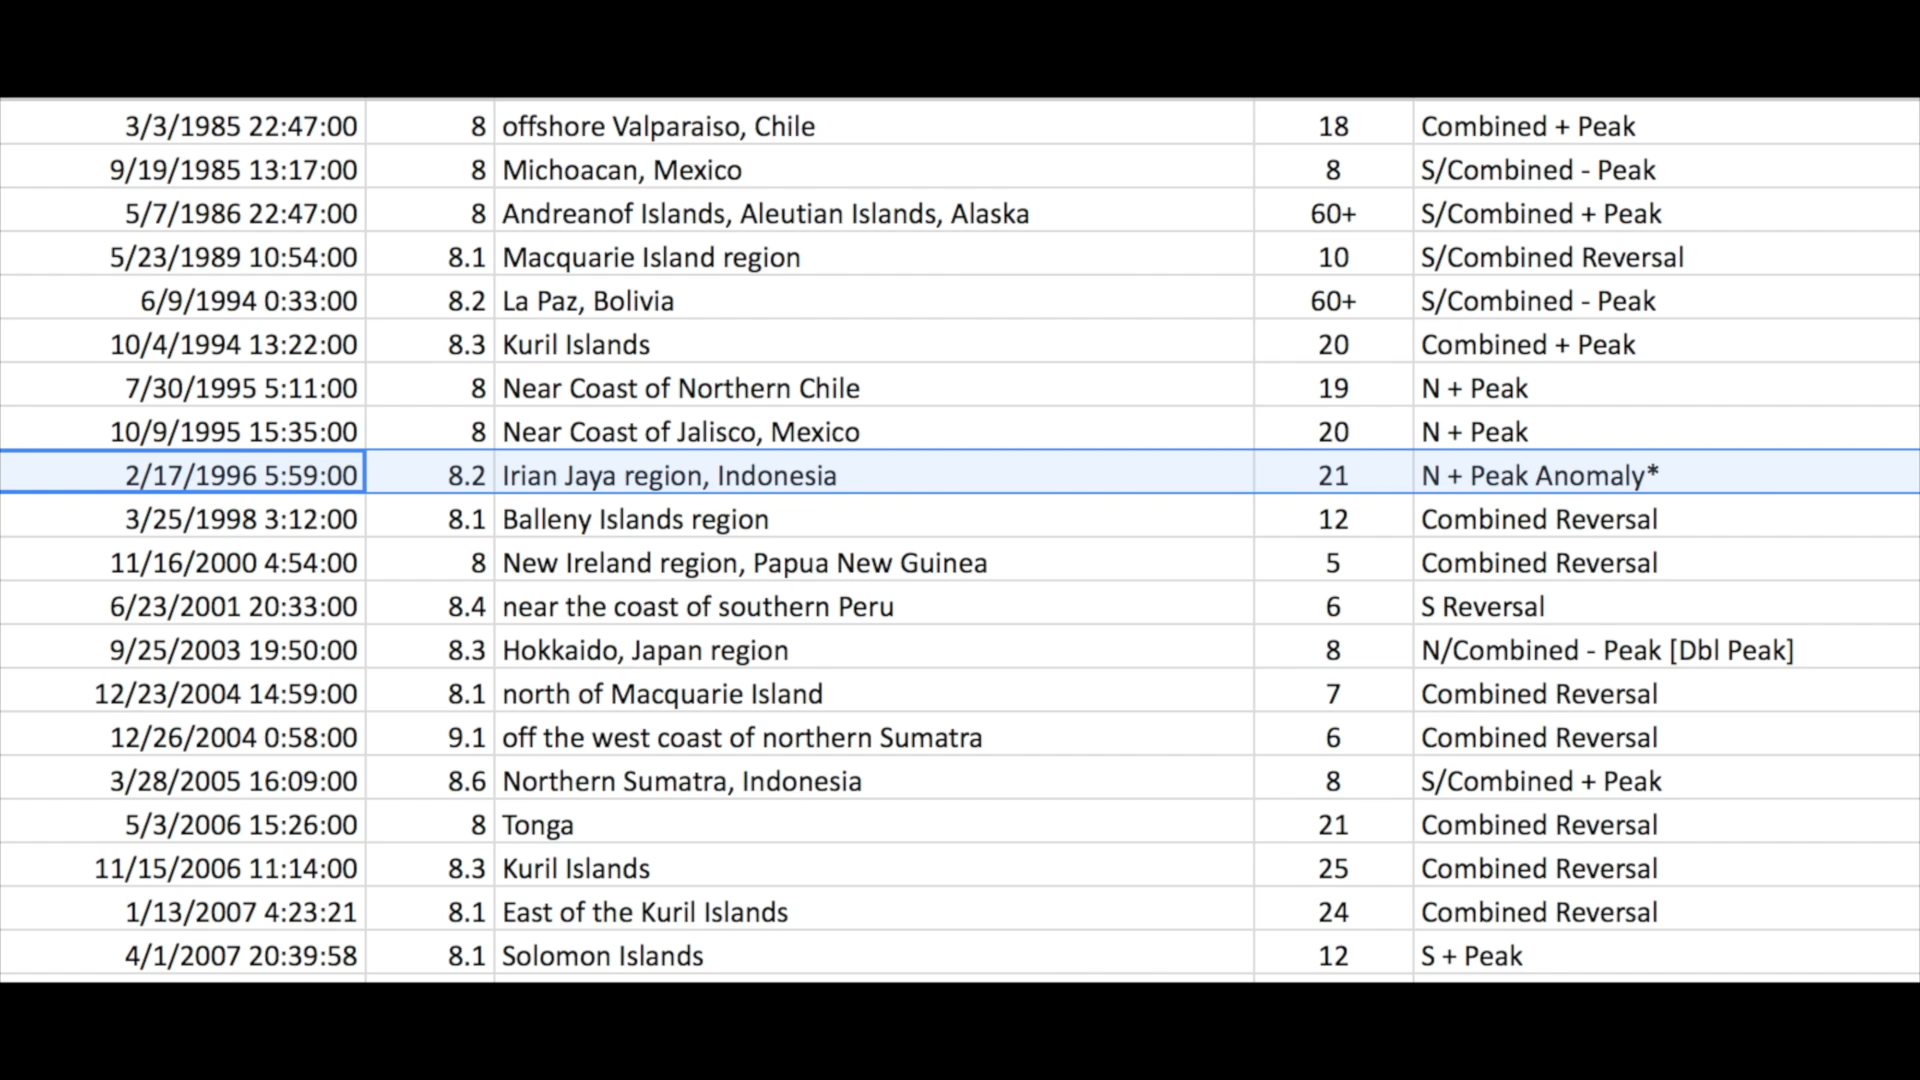 3/3/1985 22:47:00 8 offshore Valparaiso, Chile 18 Combined + Peak
9/19/1985 13:17:00 8 Michoacan, Mexico 8 S/Combined - Peak
5/7/1986 22:47:00 8 Andreanof Islands, Aleutian Islands, Alaska 60+ S/Combined + Peak
5/23/1989 10:54:00 8.1 Macquarie Island region 10 S/Combined Reversal
6/9/1994 0:33:00 8.2 La Paz, Bolivia 60+ S/Combined - Peak
10/4/1994 13:22:00 8.3 Kuril Islands 20 Combined + Peak
7/30/1995 5:11:00 8 Near Coast of Northern Chile 19 N + Peak
10/9/1995 15:35:00 8 Near Coast of Jalisco, Mexico 20 N + Peak
2/17/1996 5:59:00 8.2 Irian Jaya region, Indonesia 21 N + Peak Anomaly*
3/25/1998 3:12:00 8.1 Balleny Islands region 12 Combined Reversal
11/16/2000 4:54:00 8 New Ireland region, Papua New Guinea 5 Combined Reversal
6/23/2001 20:33:00 8.4 near the coast of southern Peru 6 S Reversal
9/25/2003 19:50:00 8.3 Hokkaido, Japan region 8 N/Combined - Peak [Dbl Peak]
12/23/2004 14:59:00 8.1 north of Macquarie Island 7 Combined Reversal
12/26/2004 0:58:00 9.1 off the west coast of northern Sumatra 6 Combined Reversal
3/28/2005 16:09:00 8.6 Northern Sumatra, Indonesia 8 S/Combined + Peak
5/3/2006 15:26:00 8 Tonga 21 Combined Reversal
11/15/2006 11:14:00 8.3 Kuril Islands 25 Combined Reversal
1/13/2007 4:23:21 8.1 East of the Kuril Islands 24 Combined Reversal
4/1/2007 20:39:58 8.1 Solomon Islands 12 S + Peak